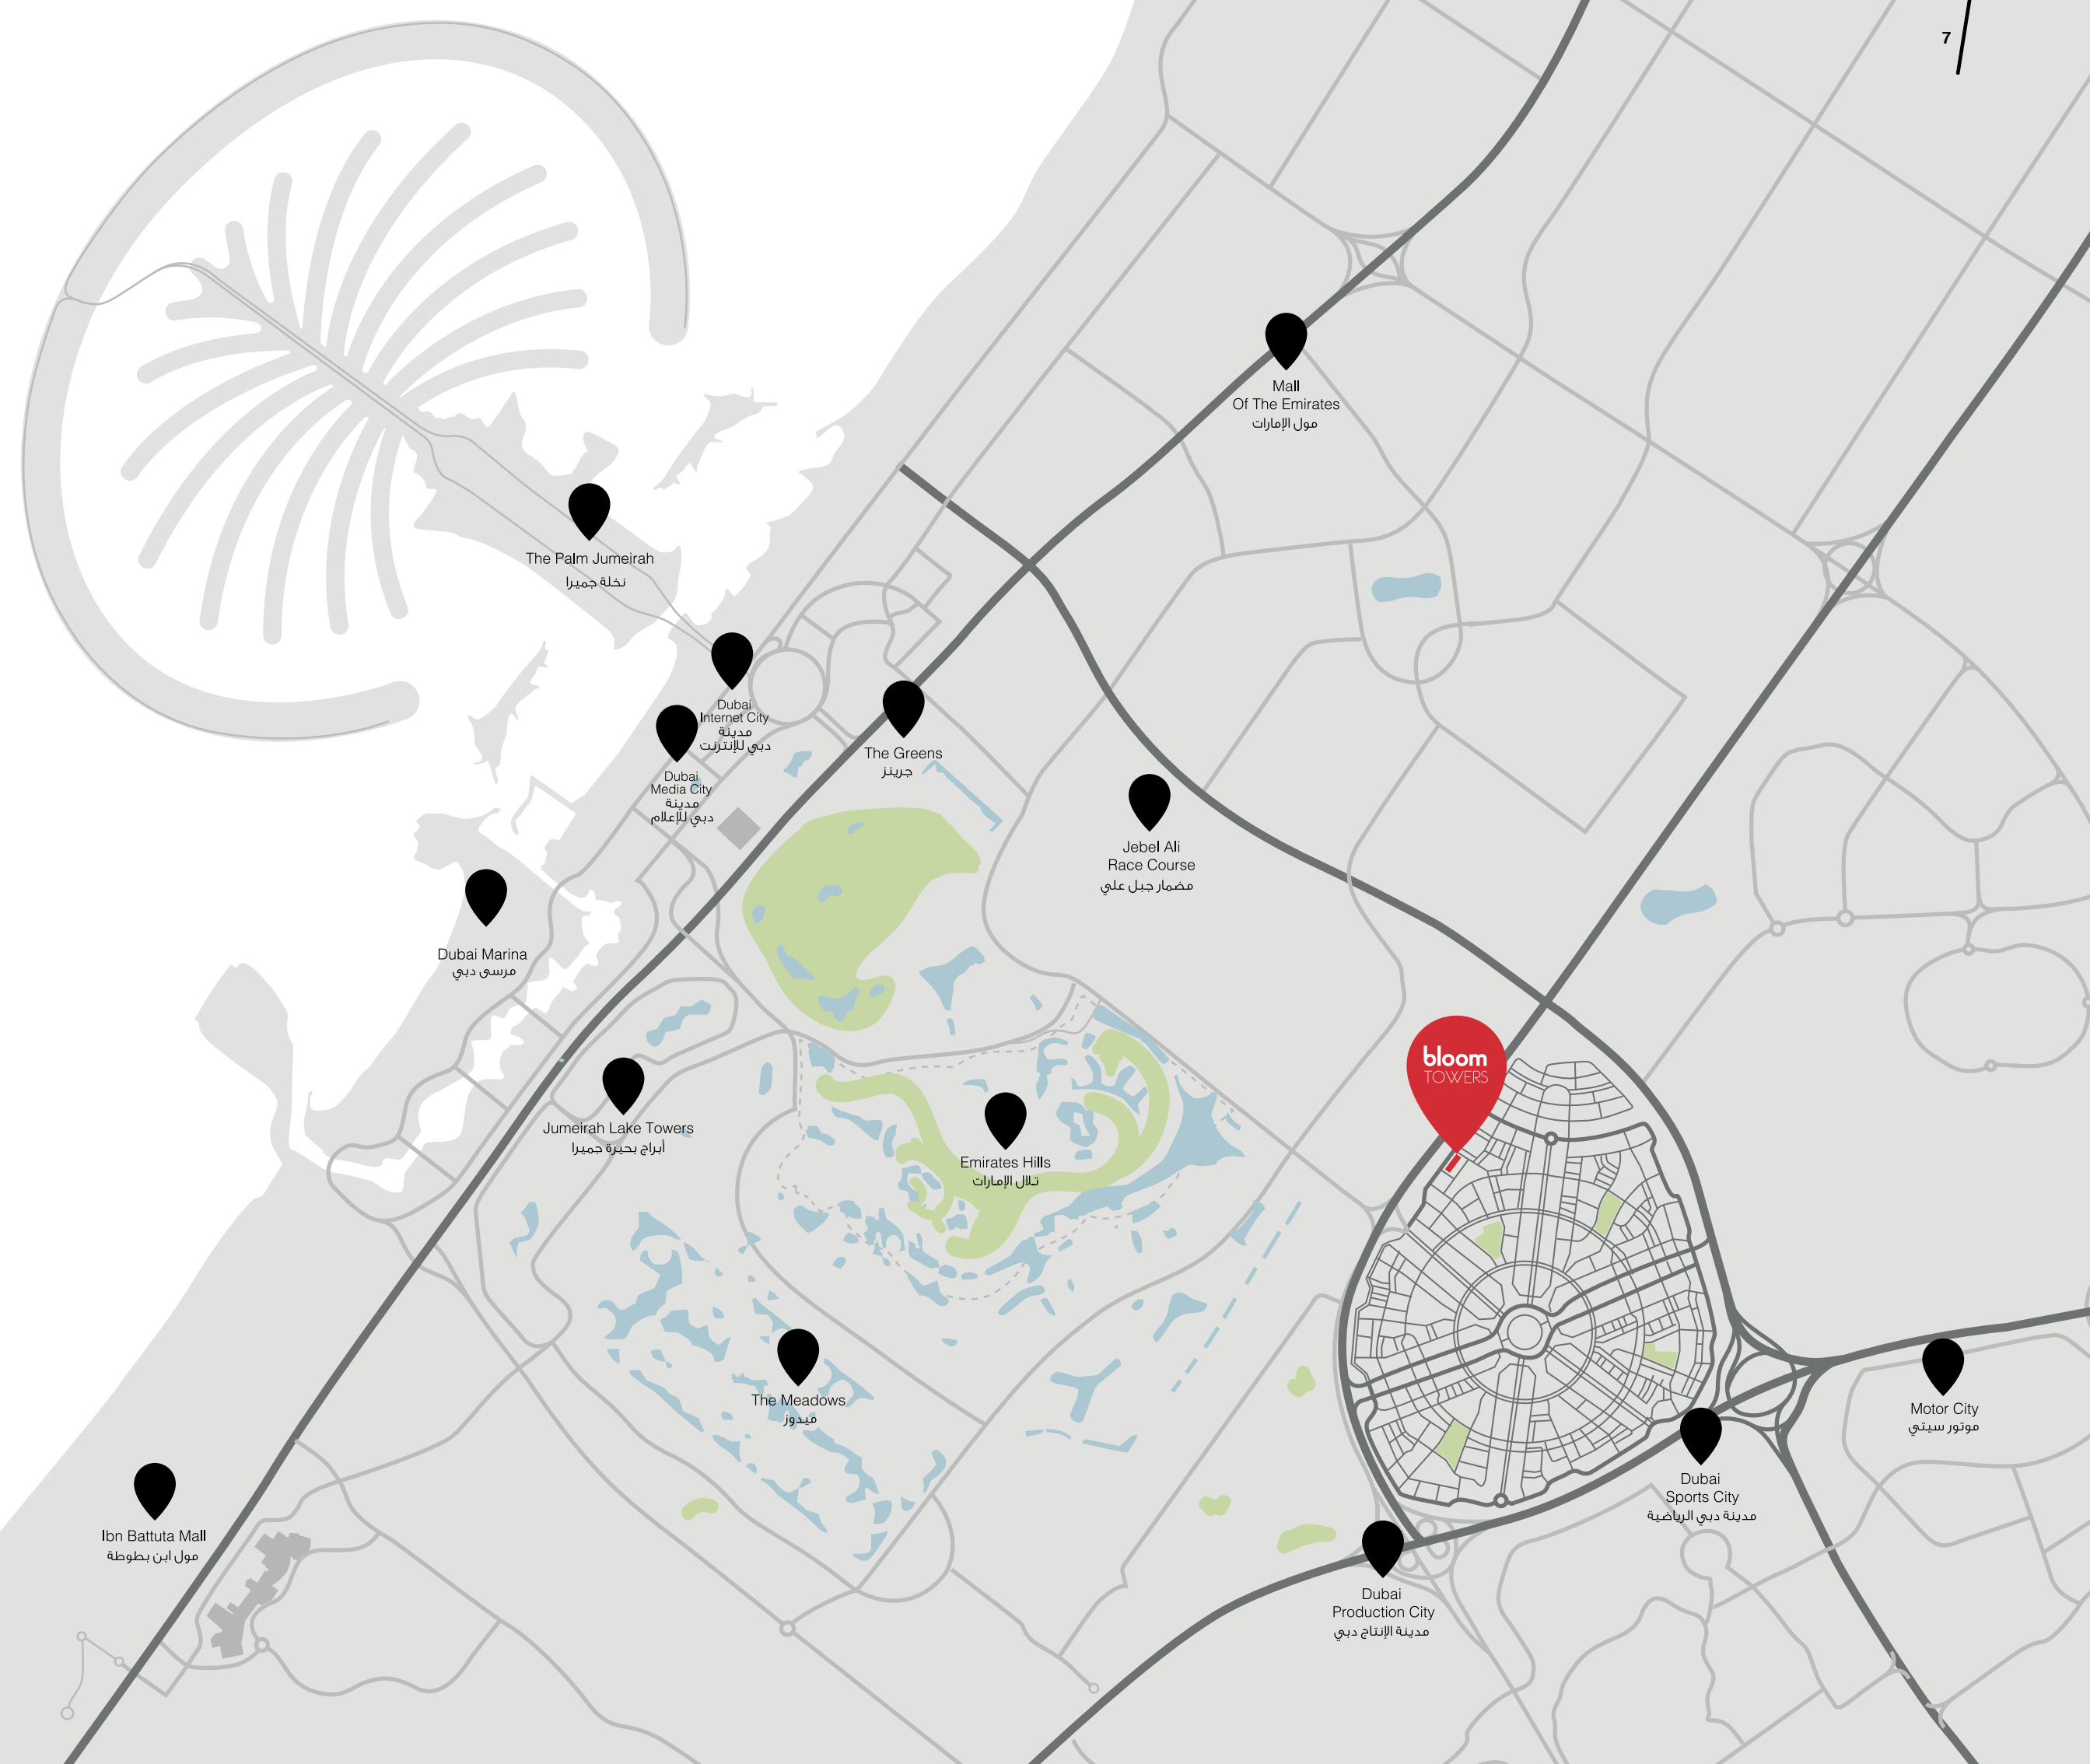 7
Mall
Of The Emirates
مول الإمارات
The Palm Jumeirah
نخلة جميرا
Dubai
Internet City
مدينة
دبي للإنترنت
The Greens
جرينز
Dubai
Media City
مدينة
دبي للإعلام
Jebel Ali
Race Course
مضمار جبل علي
Dubai Marina
مرسى دبي
bloom
TOWERS
Jumeirah Lake Towers
أبراج بحيرة جميرا
Emirates Hills
تلال الإمارات
The Meadows
ميدوز
Motor City
موتور سيتي
Dubai
Sports City
مدينة دبي الرياضية
Ibn Battuta Mall
مول ابن بطوطة
Dubai
Production City
مدينة الإنتاج دبي